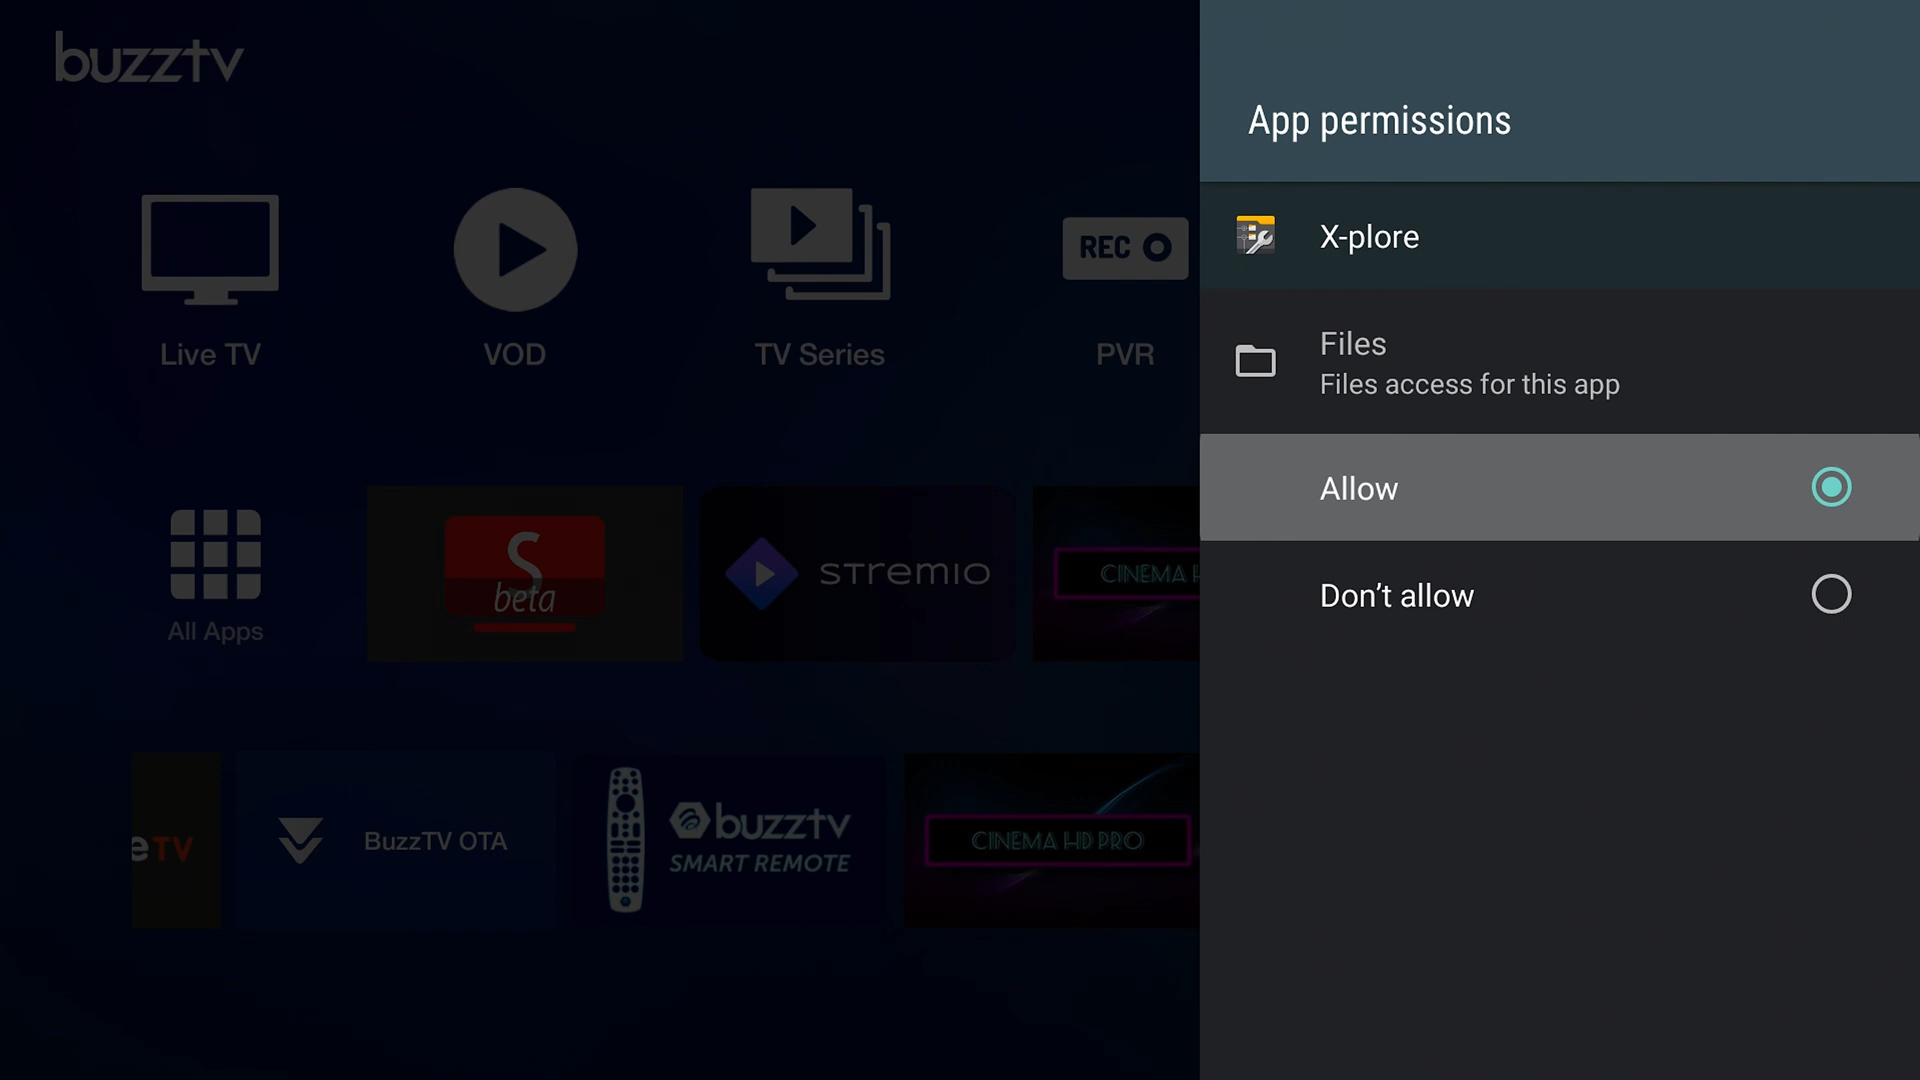 buzztv
App permissions
X-plore
Files
Files access for this app
Allow
Don’t allow
REC
Live TV
VOD
TV Series
PVR
All Apps
S
beta
STREMIO
CINEMA H
eTV
BuzzTV OTA
buzztv
SMART REMOTE
CINEMA HD PRO